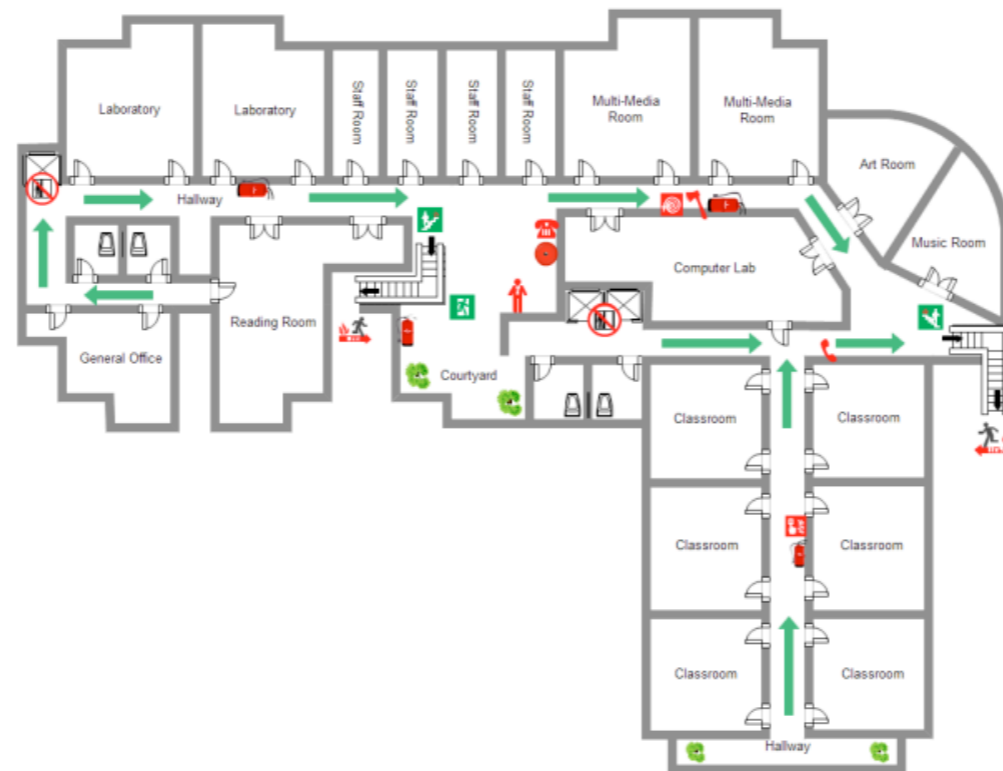 Laboratory
Laboratory
Staff Room
Staff Room
Staff Room
Staff Room
Multi-Media
Room
Multi-Media
Room
Art Room
Music Room
Hallway
Computer Lab
Reading Room
General Office
Courtyard
Classroom
Classroom
Classroom
Classroom
Classroom
Classroom
Hallway